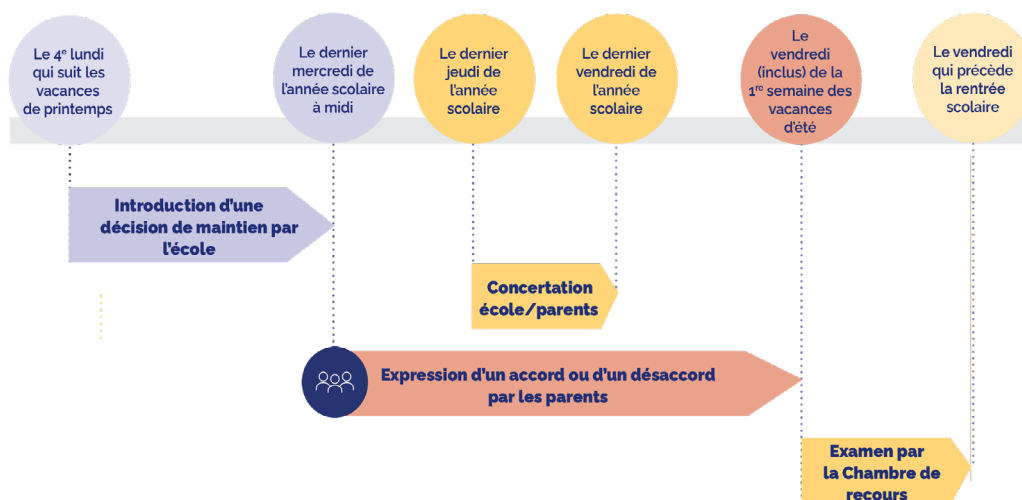 Le 4e lundi
qui suit les
vacances
de printemps
Le dernier
mercredi de
l'année scolaire
à midi
Le dernier
jeudi de
l'année
scolaire
Le dernier
vendredi de
l'année
scolaire
Le
vendredi
(inclus) de la
1re semaine des
vacances
d'été
Le vendredi
qui précède
la rentrée
scolaire
Introduction d'une
décision de maintien par
l'école
Concertation
école/parents
Expression d'un accord ou d'un désaccord
par les parents
Examen par
la Chambre de
recours